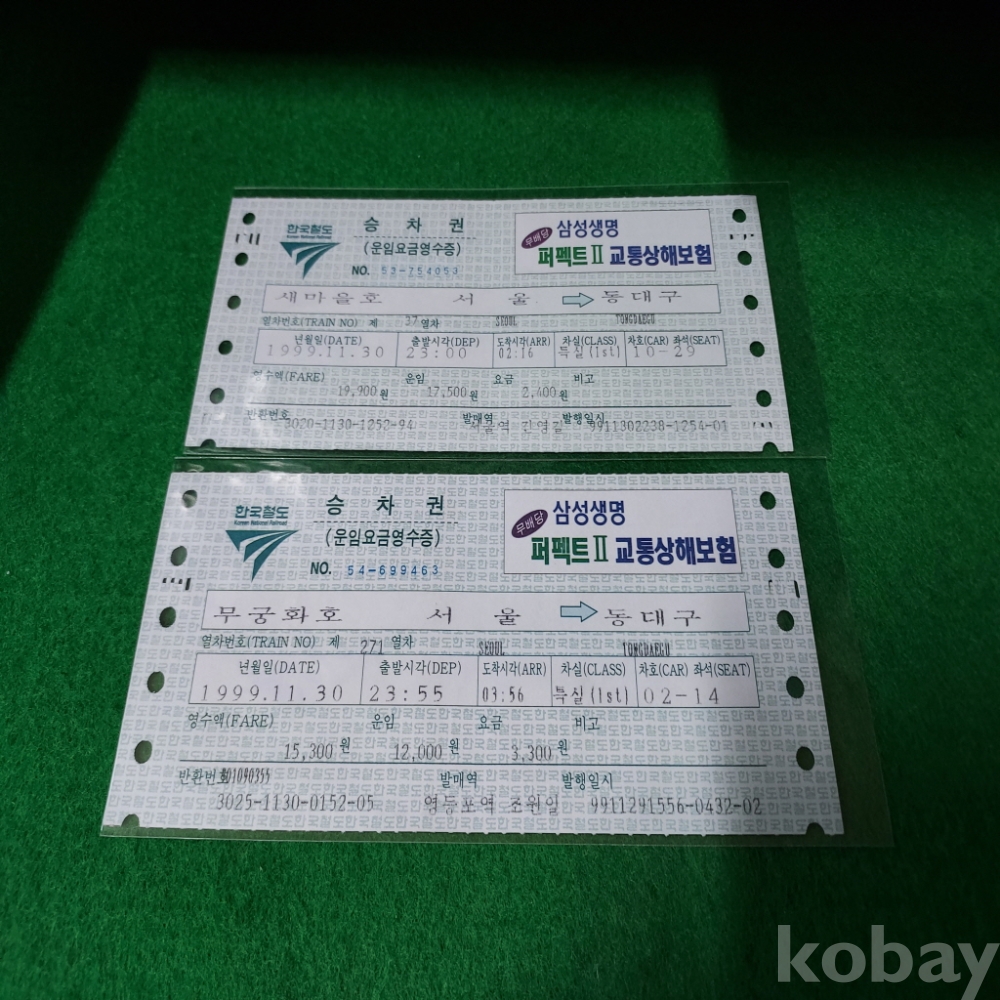 한국철도
Korean National Railroad
승 차 권
(운임요금영수증)
NO. 53-754053
무배당 삼성생명
퍼펙트Ⅱ 교통상해보험
새마을호 서 울 ⇨ 동대구
열차번호(TRAIN NO) 제 37 열차 SEOUL TONGDAEGU
년월일(DATE) 출발시각(DEP) 도착시각(ARR) 차실(CLASS) 차호(CAR) 좌석(SEAT)
1999.11.30 23:00 02:16 특실(1st) 10-29
영수액(FARE) 운임 요금 비고
19,900원 17,500원 2,400원
반환번호 발매역 발행일시
3020-1130-1252-94 서울역 9911302238-1254-01
한국철도
Korean National Railroad
승 차 권
(운임요금영수증)
NO. 54-699463
무배당 삼성생명
퍼펙트Ⅱ 교통상해보험
무궁화호 서 울 ⇨ 동대구
열차번호(TRAIN NO) 제 271 열차 SEOUL TONGDAEGU
년월일(DATE) 출발시각(DEP) 도착시각(ARR) 차실(CLASS) 차호(CAR) 좌석(SEAT)
1999.11.30 23:55 03:56 특실(1st) 02-14
영수액(FARE) 운임 요금 비고
15,300원 12,000원 3,300원
반환번호 발매역 발행일시
3025-1130-0152-05 영등포역 조원일 9911291556-0432-02
kobay